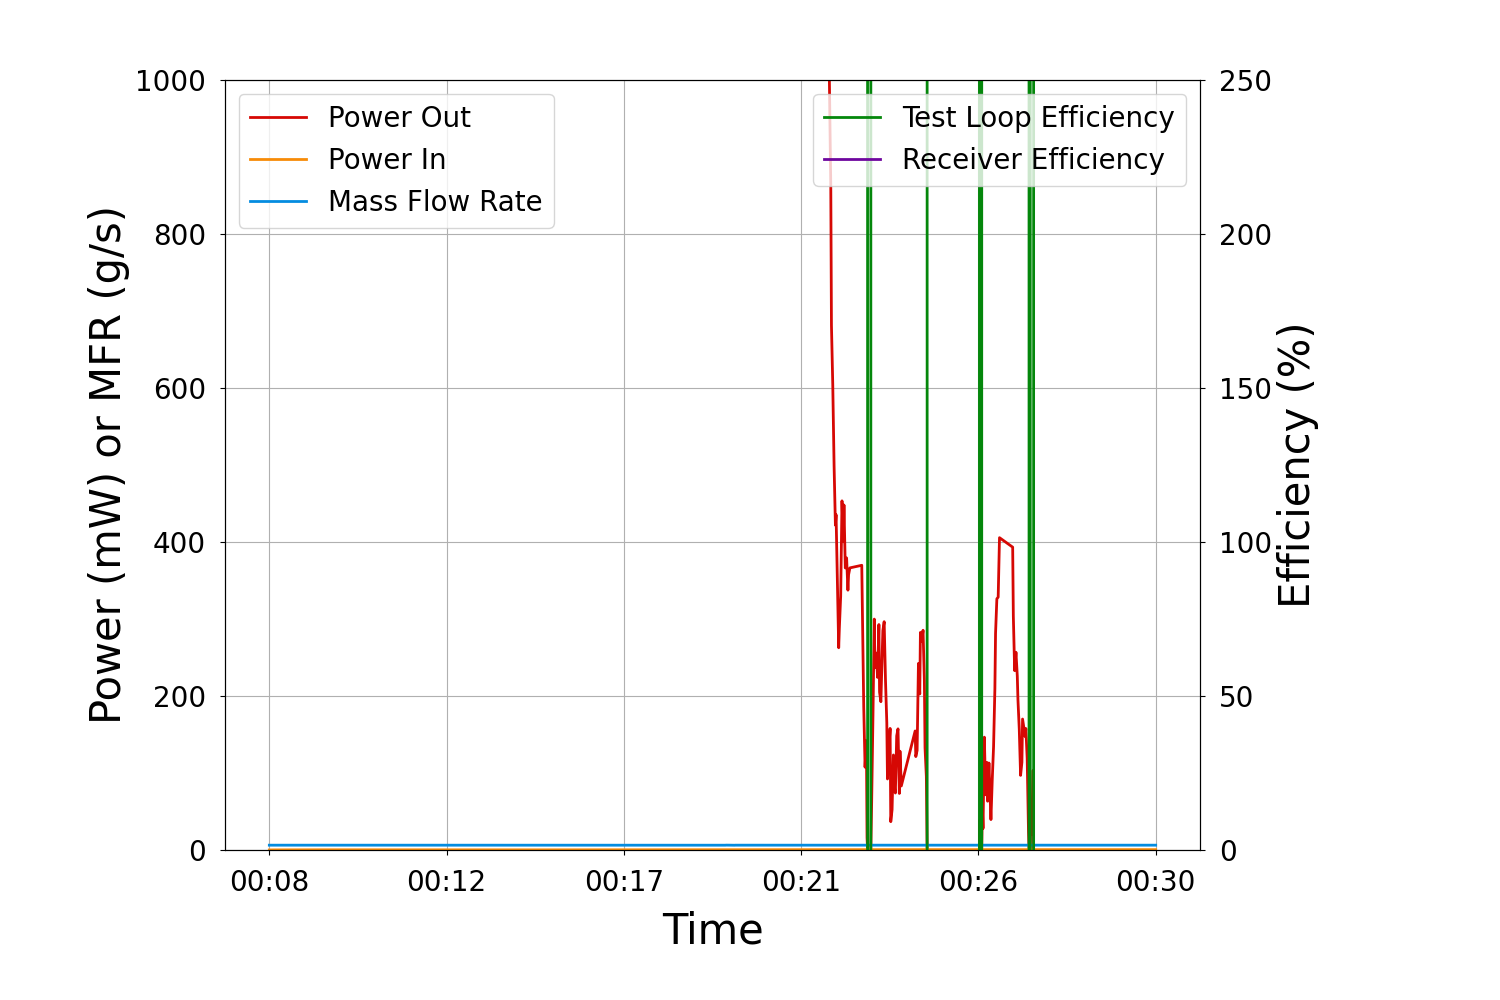 1000
800
600
400
200
0
Power (mW) or MFR (g/s)
Power Out
Power In
Mass Flow Rate
Test Loop Efficiency
Receiver Efficiency
250
200
150
100
50
0
Efficiency (%)
00:08 00:12 00:17 00:21 00:26 00:30
Time